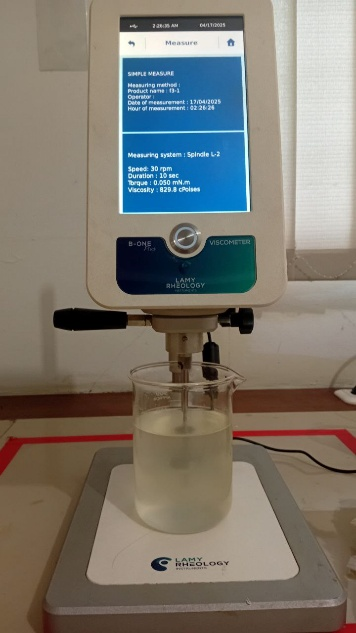 2:26:35 AM 04/17/2025
Measure
SIMPLE MEASURE
Measuring method :
Product name : f3-1
Operator :
Date of measurement : 17/04/2025
Hour of measurement : 02:26:26
Measuring system : Spindle L-2
Speed: 30 rpm
Duration : 10 sec
Torque : 0.050 mN.m
Viscosity : 829.8 cPoises
B-ONE Plus VISCOMETER
LAMY
RHEOLOGY
LAMY
RHEOLOGY